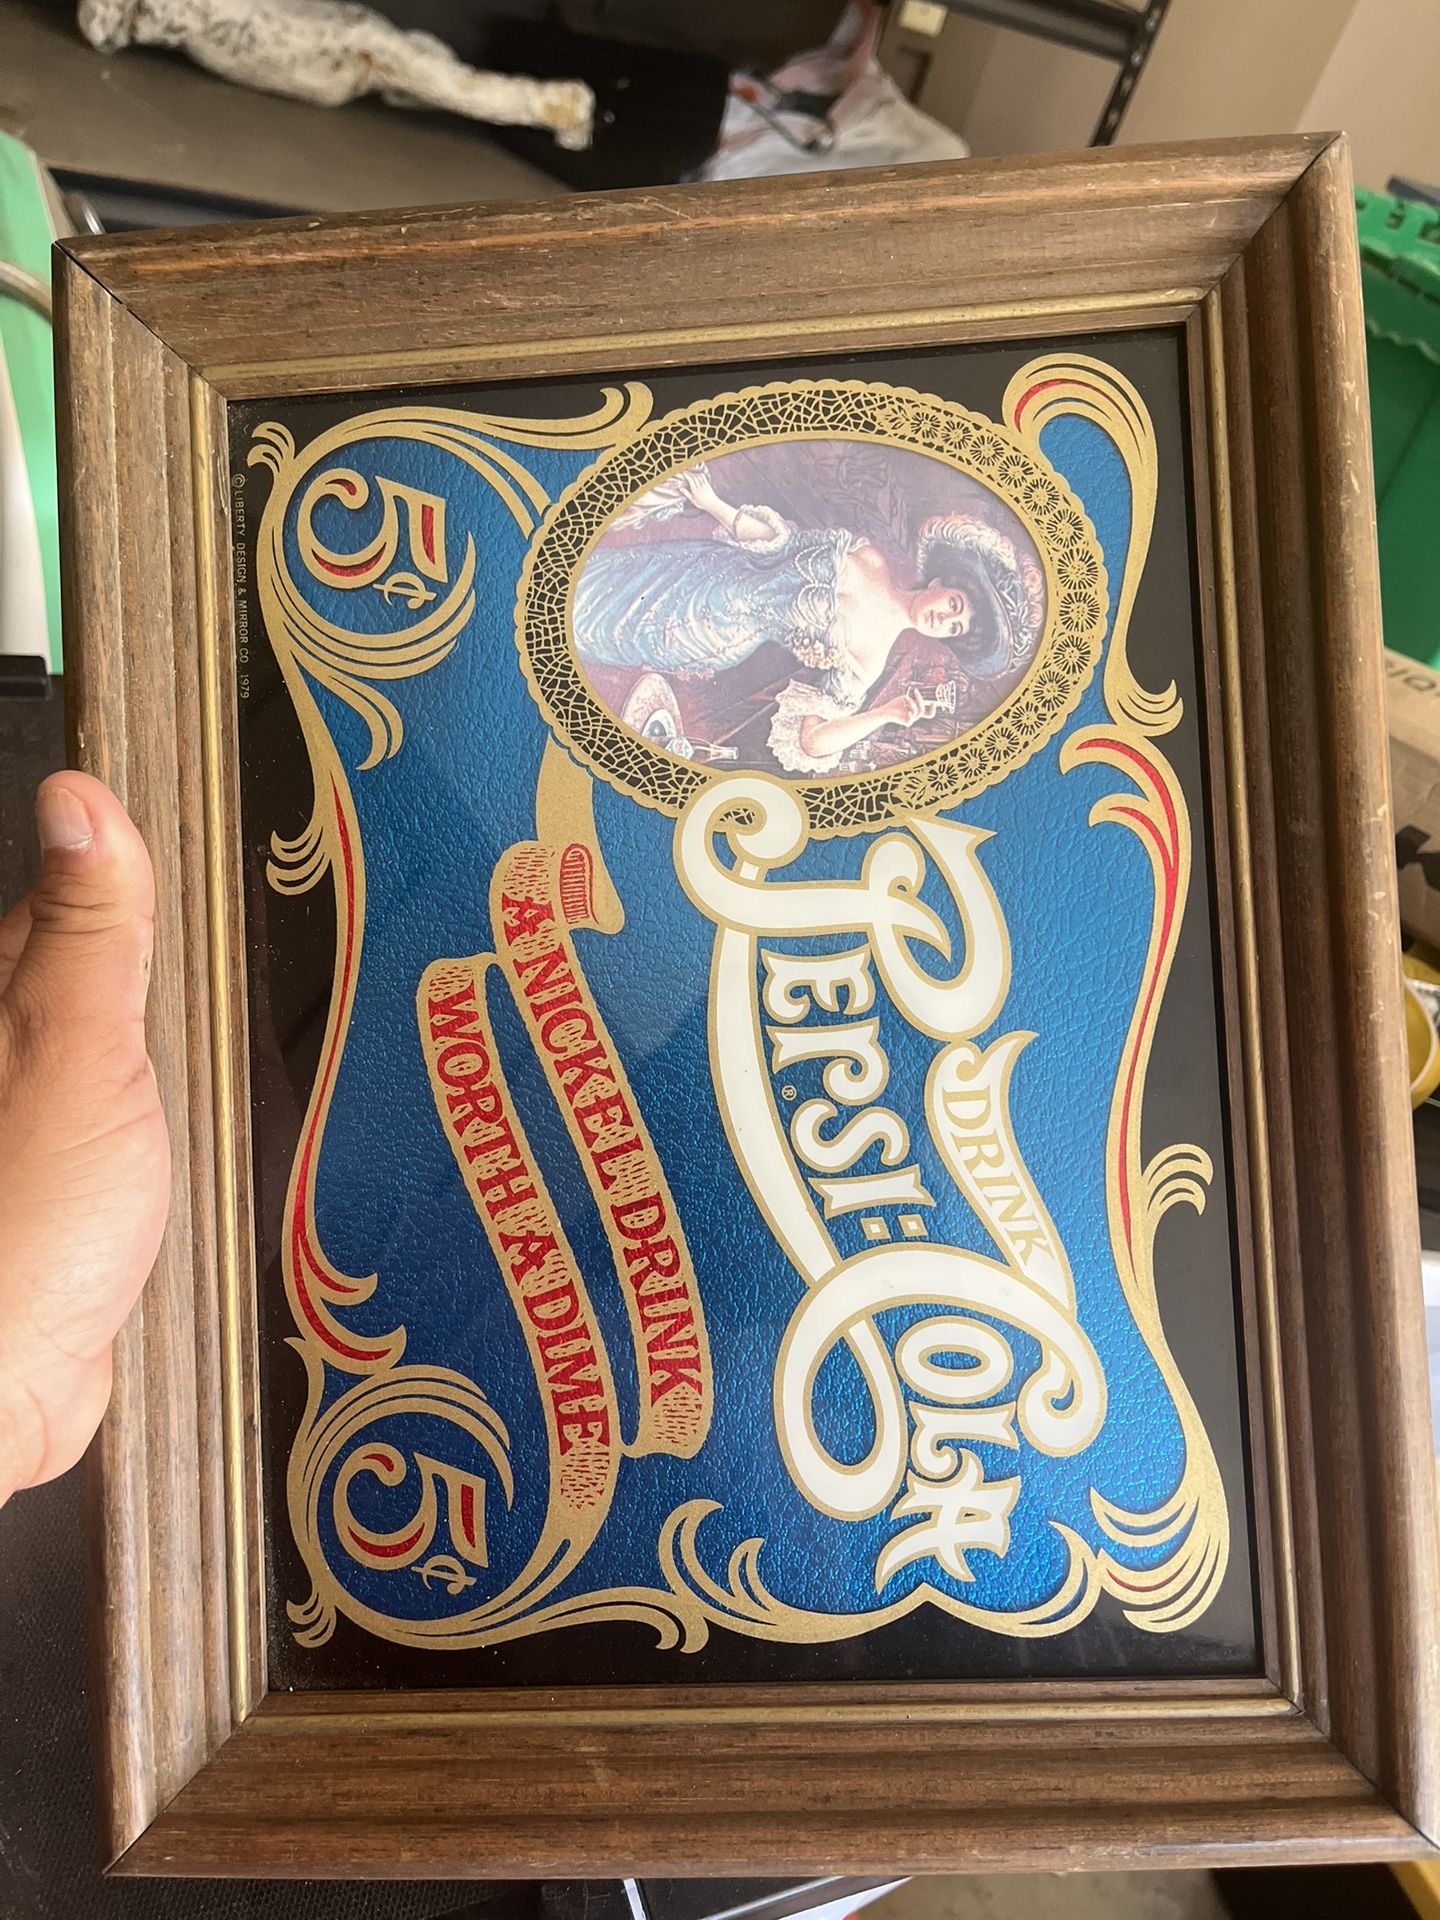 DRINK
PEPSI:COLA
®
A NICKEL DRINK
WORTH A DIME
5¢
5¢
© LIBERTY DESIGN & MIRROR CO. 1979